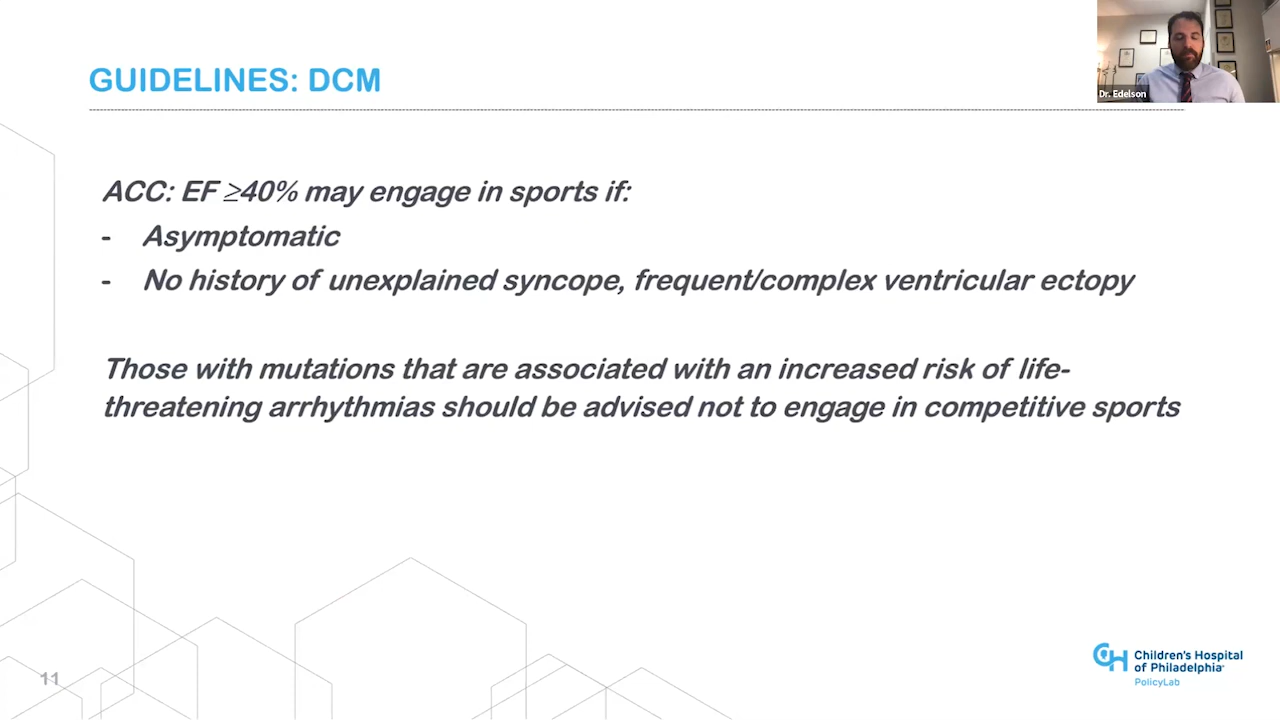 Dr. Edelson
GUIDELINES: DCM
ACC: EF ≥40% may engage in sports if:
- Asymptomatic
- No history of unexplained syncope, frequent/complex ventricular ectopy
Those with mutations that are associated with an increased risk of life-
threatening arrhythmias should be advised not to engage in competitive sports
11
CH Children's Hospital
of Philadelphia
PolicyLab